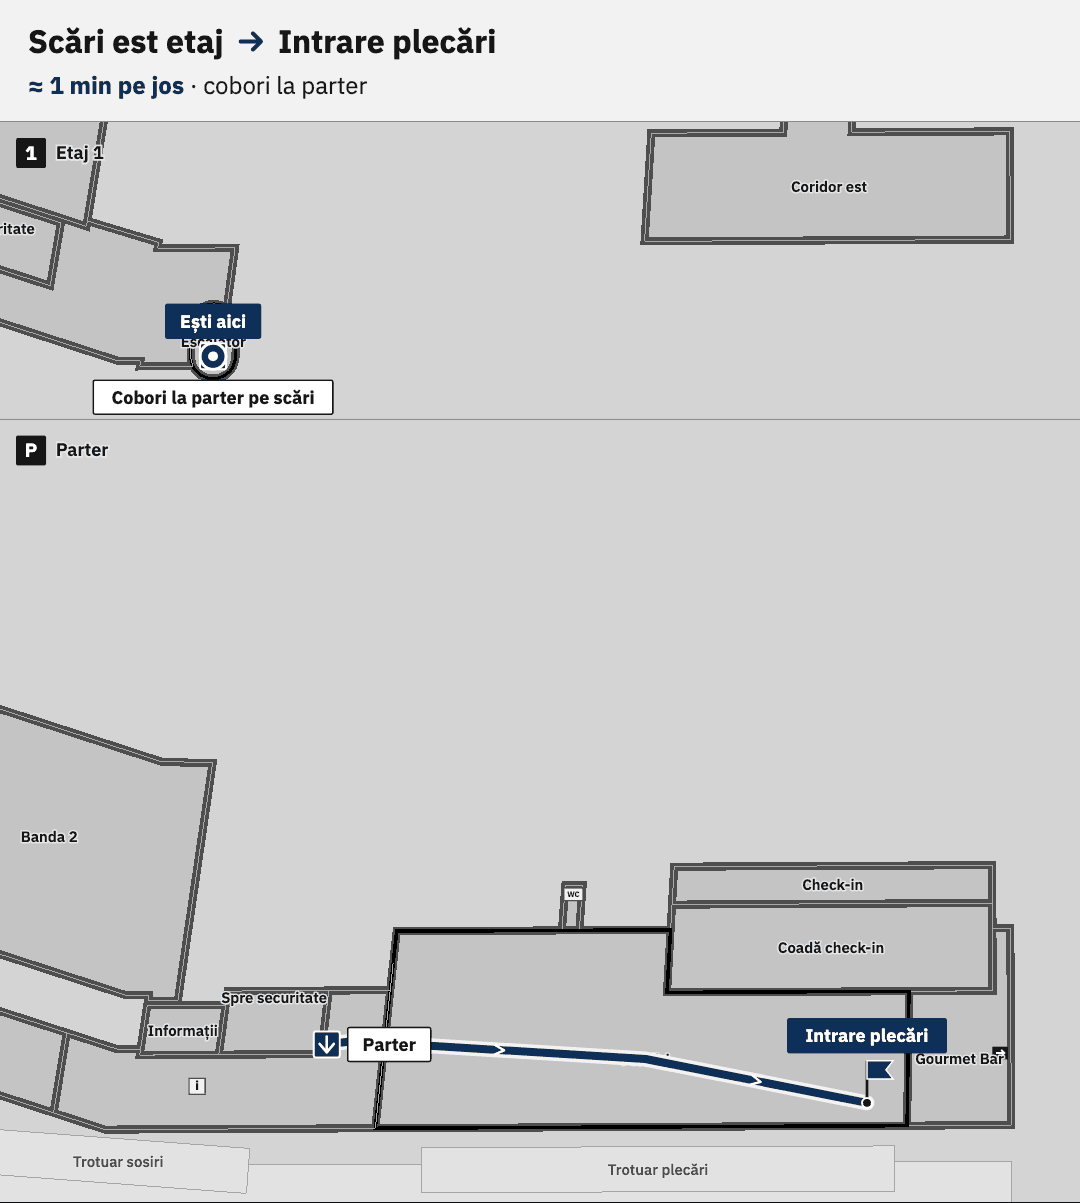 Scări est etaj → Intrare plecări
≈ 1 min pe jos · cobori la parter
1 Etaj 1
Coridor est
ritate
Ești aici
Escalator
Cobori la parter pe scări
P Parter
Banda 2
WC
Check-in
Coadă check-in
Spre securitate
Informații
Parter
Intrare plecări
Gourmet Bar
i
Trotuar sosiri
Trotuar plecări